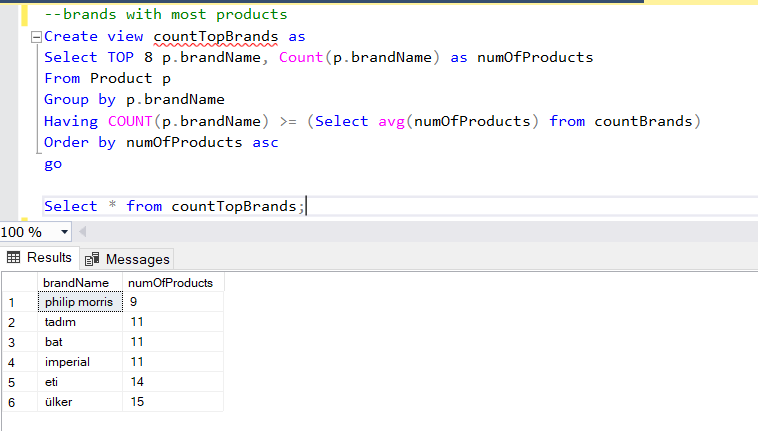 --brands with most products
Create view countTopBrands as
Select TOP 8 p.brandName, Count(p.brandName) as numOfProducts
From Product p
Group by p.brandName
Having COUNT(p.brandName) >= (Select avg(numOfProducts) from countBrands)
Order by numOfProducts asc
go
Select * from countTopBrands;
100 %
Results Messages
brandName numOfProducts
1 philip morris 9
2 tadım 11
3 bat 11
4 imperial 11
5 eti 14
6 ülker 15